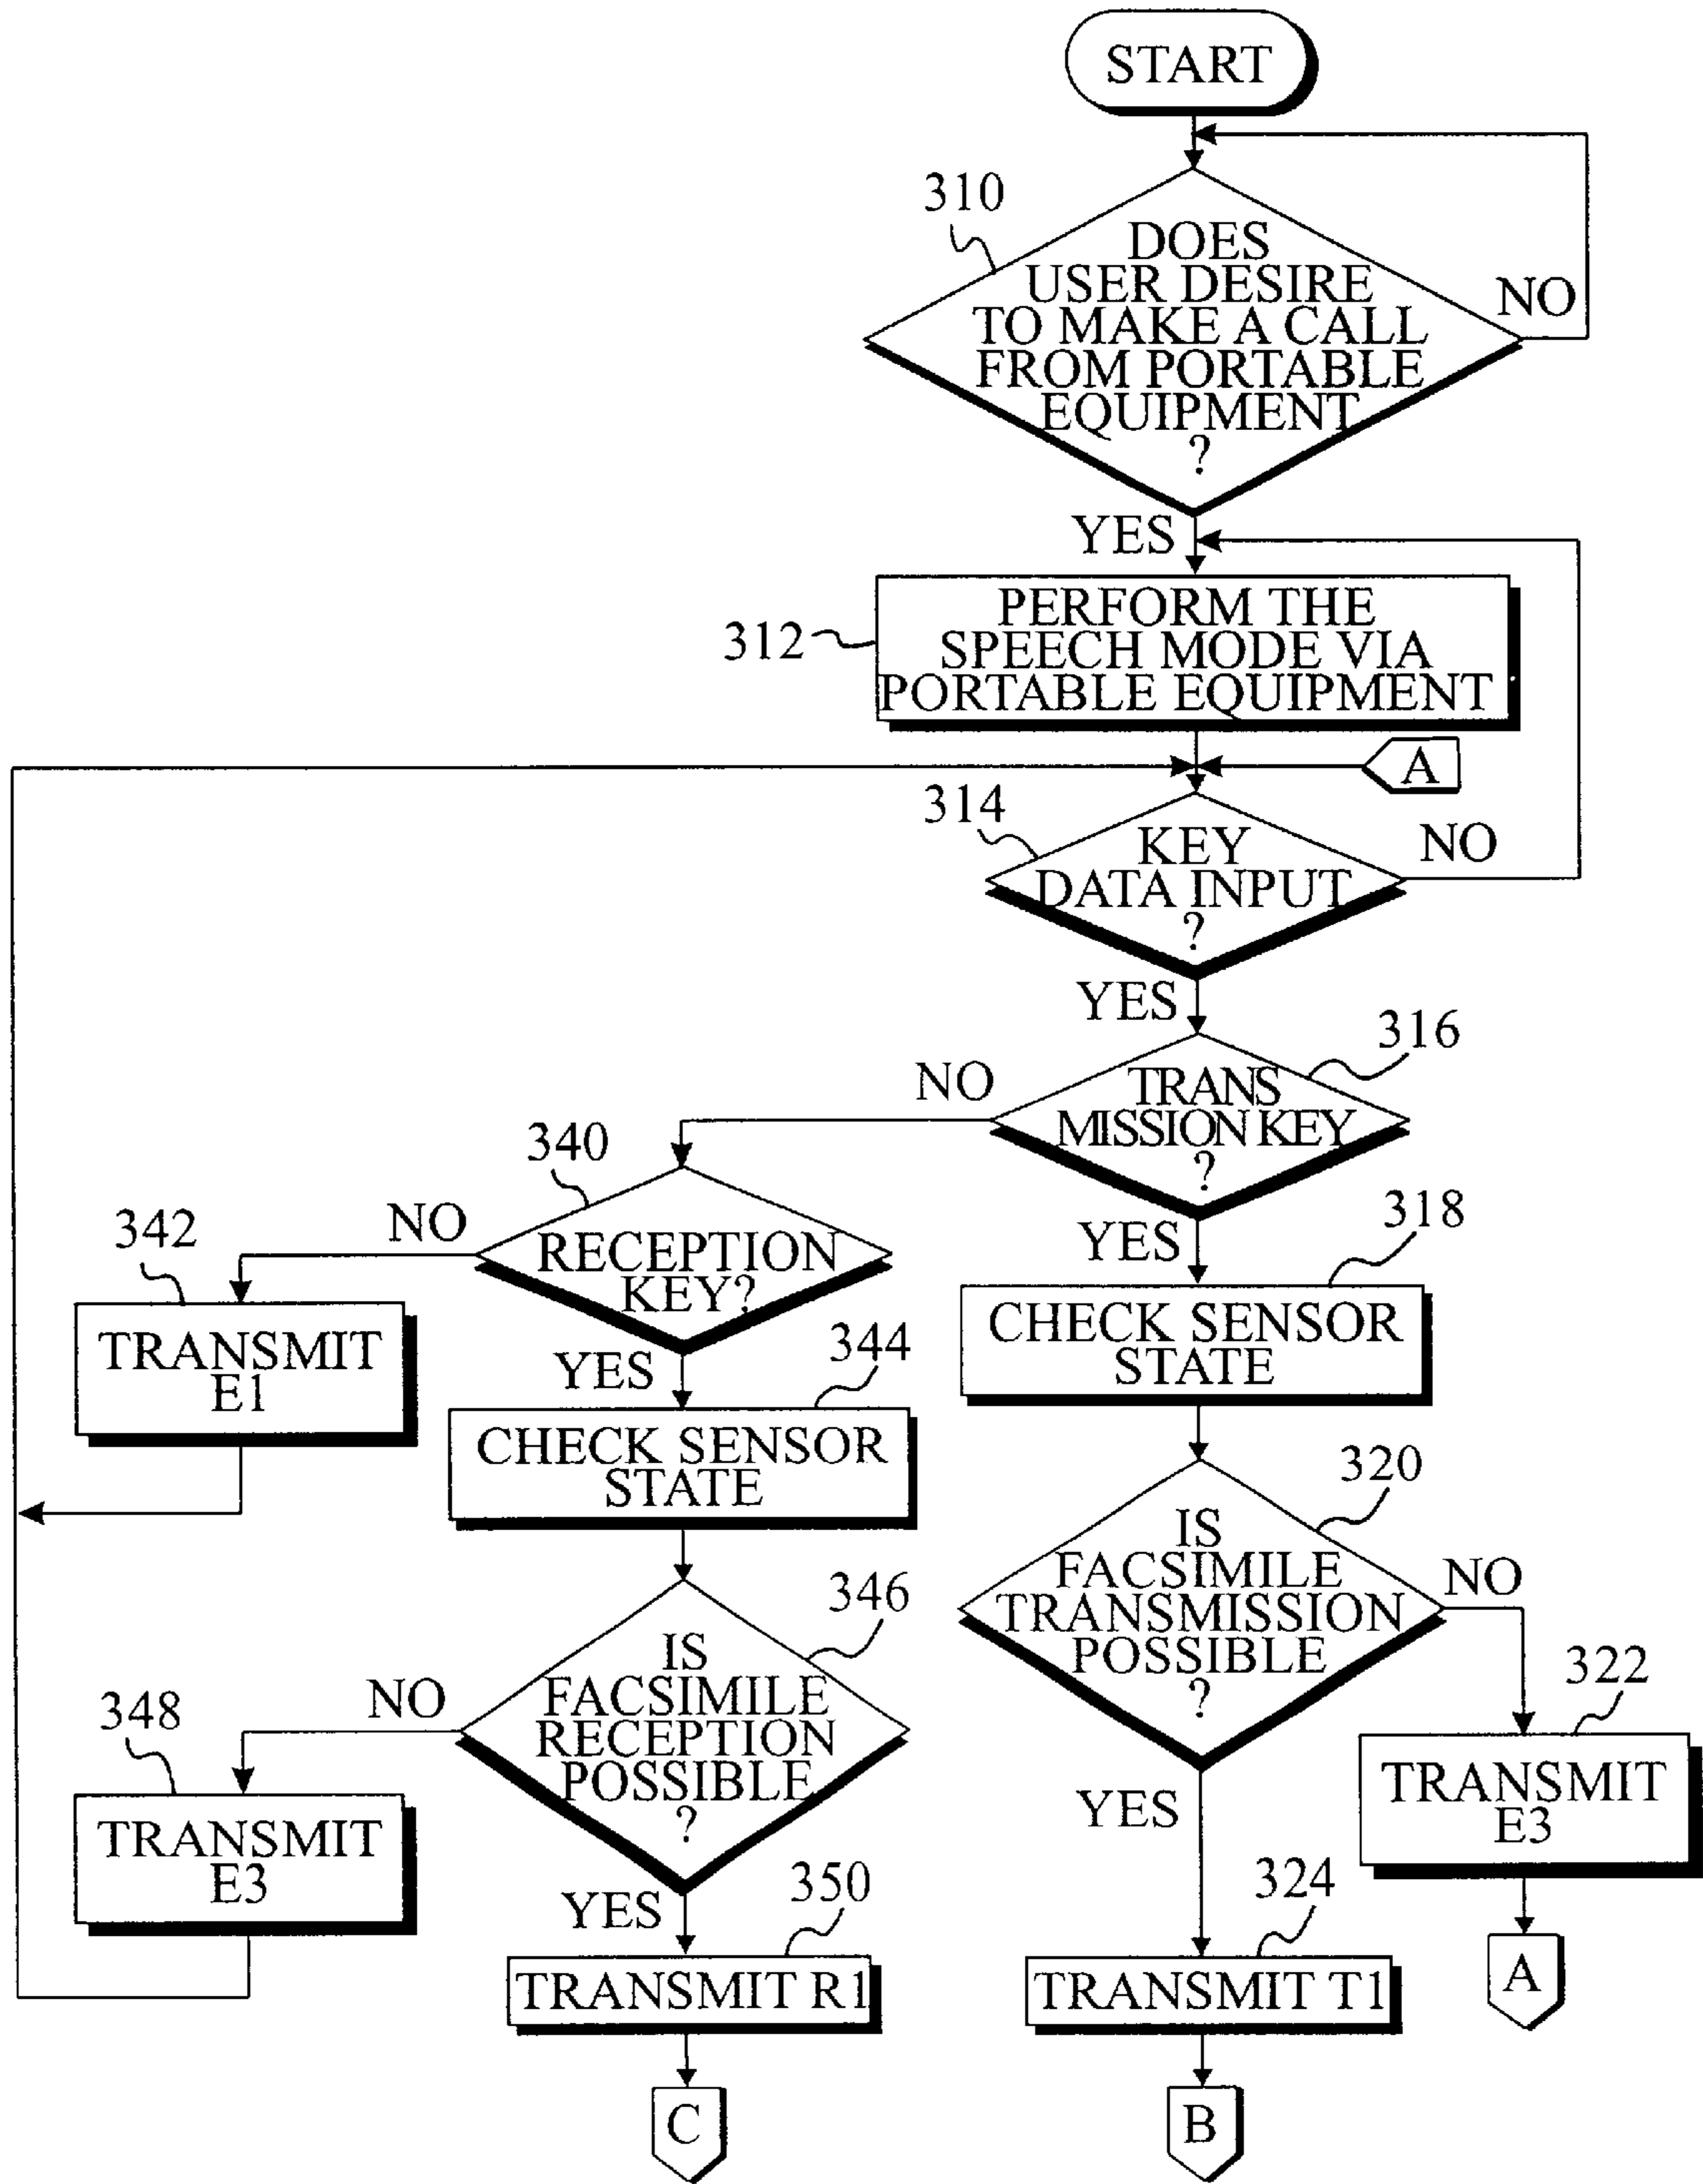 START
310
DOES
USER DESIRE
TO MAKE A CALL
FROM PORTABLE
EQUIPMENT
?
NO
YES
312
PERFORM THE
SPEECH MODE VIA
PORTABLE EQUIPMENT
A
314
KEY
DATA INPUT
?
NO
YES
316
TRANS
MISSION KEY
?
NO
YES
340
RECEPTION
KEY?
NO
YES
342
TRANSMIT
E1
318
CHECK SENSOR
STATE
344
CHECK SENSOR
STATE
320
IS
FACSIMILE
TRANSMISSION
POSSIBLE
?
NO
YES
346
IS
FACSIMILE
RECEPTION
POSSIBLE
?
NO
YES
322
TRANSMIT
E3
348
TRANSMIT
E3
350
TRANSMIT R1
324
TRANSMIT T1
A
C
B